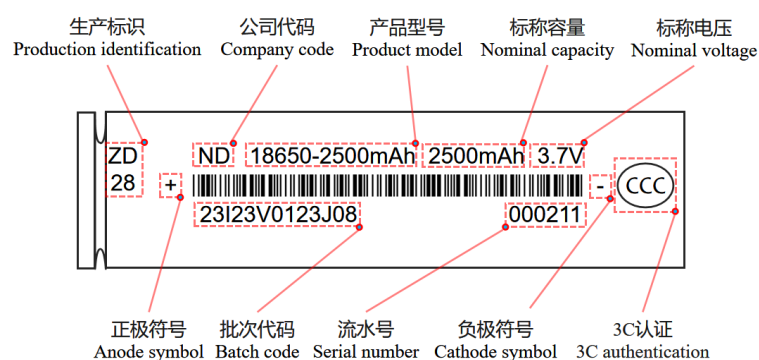 生产标识 公司代码 产品型号 标称容量 标称电压
Production identification Company code Product model Nominal capacity Nominal voltage
ZD ND 18650-2500mAh 2500mAh 3.7V
28 + - CCC
23I23V0123J08 000211
正极符号 批次代码 流水号 负极符号 3C认证
Anode symbol Batch code Serial number Cathode symbol 3C authentication